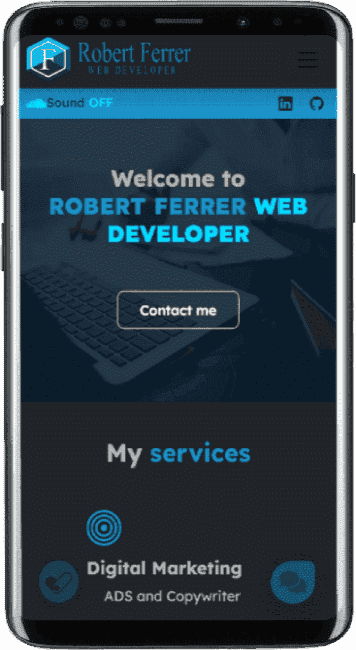 Robert Ferrer
WEB DEVELOPER
Sound OFF
in
Welcome to
ROBERT FERRER WEB
DEVELOPER
Contact me
My services
Digital Marketing
ADS and Copywriter